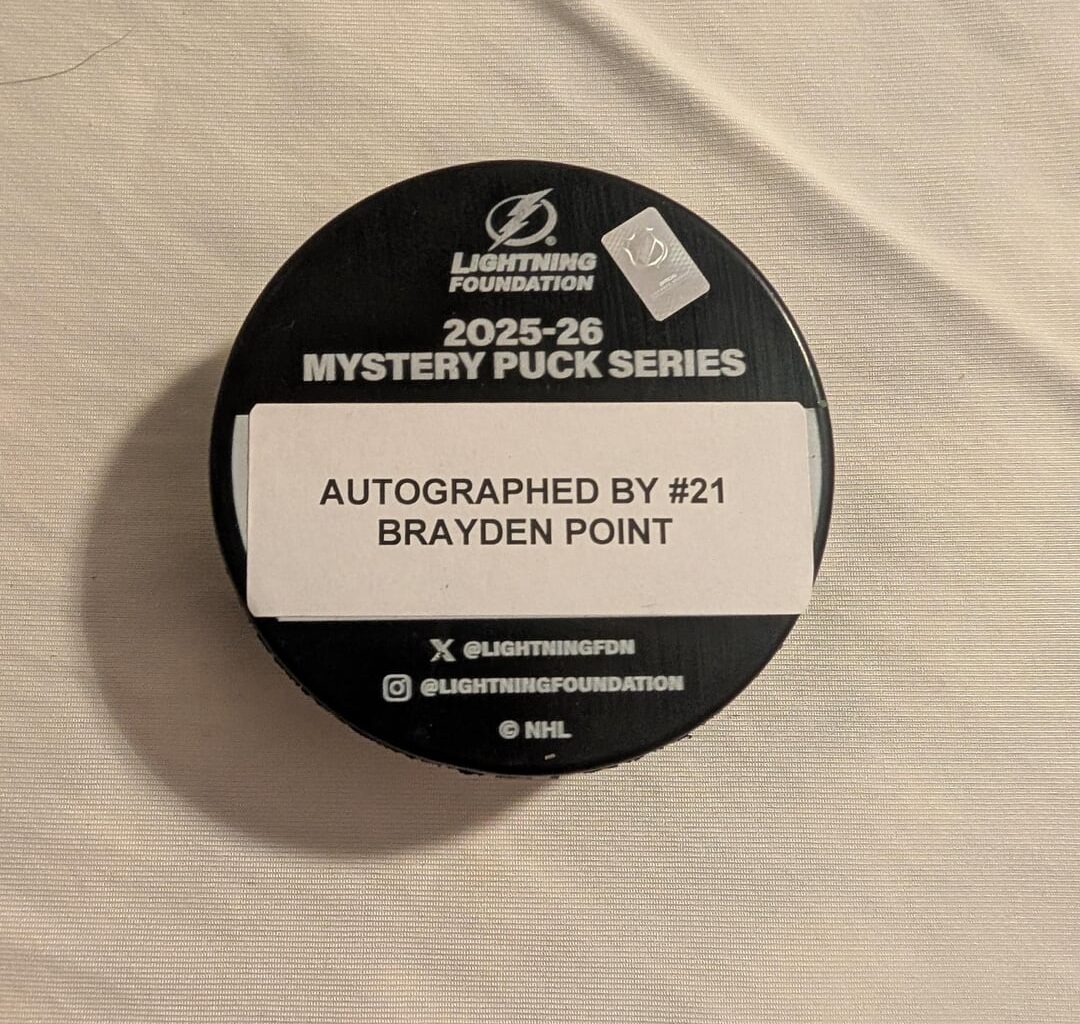 LIGHTNING
FOUNDATION
2025-26
MYSTERY PUCK SERIES
AUTOGRAPHED BY #21
BRAYDEN POINT
X @LIGHTNINGFDN
@LIGHTNINGFOUNDATION
© NHL